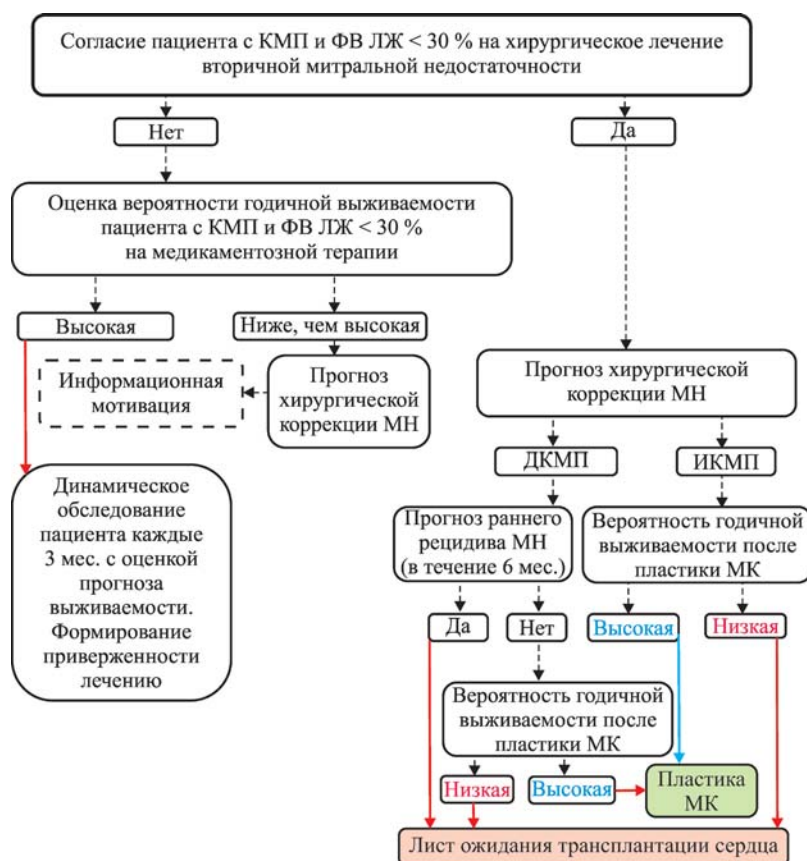 Согласие пациента с КМП и ФВ ЛЖ < 30 % на хирургическое лечение
вторичной митральной недостаточности
Нет
Да
Оценка вероятности годичной выживаемости
пациента с КМП и ФВ ЛЖ < 30 %
на медикаментозной терапии
Высокая
Ниже, чем высокая
Информационная
мотивация
Прогноз
хирургической
коррекции МН
Прогноз хирургической
коррекции МН
ДКМП
ИКМП
Динамическое
обследование
пациента каждые
3 мес. с оценкой
прогноза
выживаемости.
Формирование
приверженности
лечению
Прогноз раннего
рецидива МН
(в течение 6 мес.)
Вероятность годичной
выживаемости после
пластики МК
Да
Нет
Высокая
Низкая
Вероятность годичной
выживаемости после
пластики МК
Низкая
Высокая
Пластика
МК
Лист ожидания трансплантации сердца